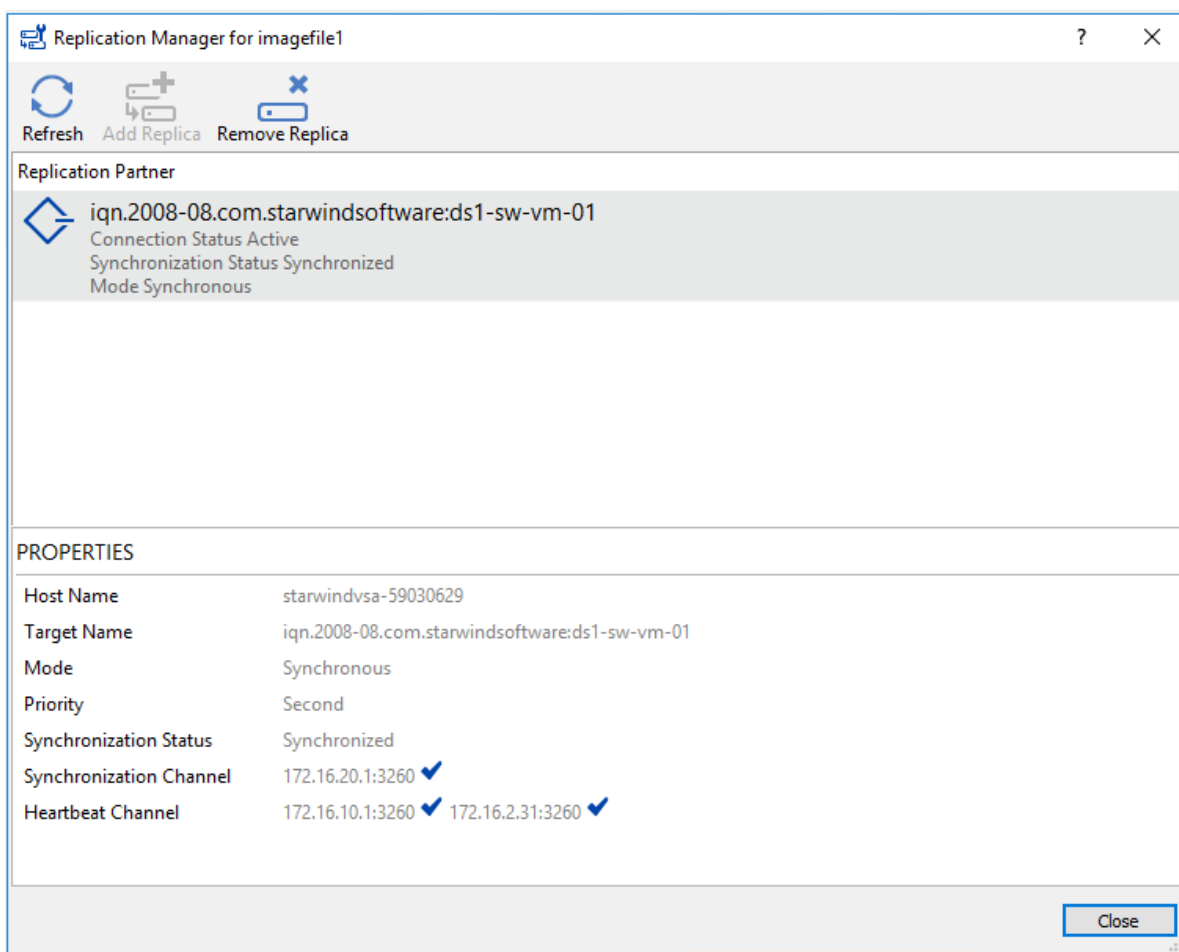 Replication Manager for imagefile1
?
Refresh Add Replica Remove Replica
Replication Partner
iqn.2008-08.com.starwindsoftware:ds1-sw-vm-01
Connection Status Active
Synchronization Status Synchronized
Mode Synchronous
PROPERTIES
Host Name starwindvsa-59030629
Target Name iqn.2008-08.com.starwindsoftware:ds1-sw-vm-01
Mode Synchronous
Priority Second
Synchronization Status Synchronized
Synchronization Channel 172.16.20.1:3260
Heartbeat Channel 172.16.10.1:3260 172.16.2.31:3260
Close